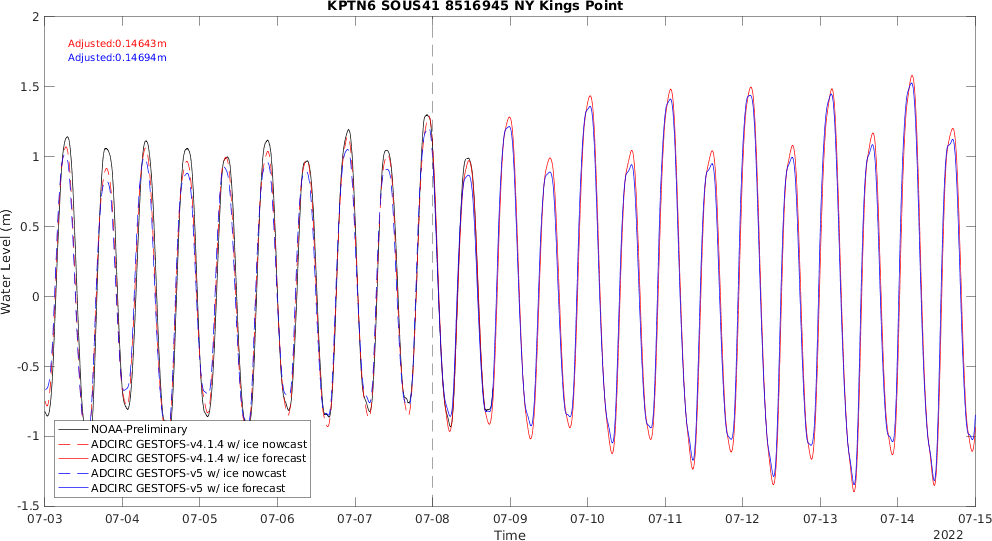 KPTN6 SOUS41 8516945 NY Kings Point
Adjusted:0.14643m
Adjusted:0.14694m
2
1.5
1
0.5
0
-0.5
-1
-1.5
Water Level (m)
NOAA-Preliminary
ADCIRC GESTOFS-v4.1.4 w/ ice nowcast
ADCIRC GESTOFS-v4.1.4 w/ ice forecast
ADCIRC GESTOFS-v5 w/ ice nowcast
ADCIRC GESTOFS-v5 w/ ice forecast
07-03 07-04 07-05 07-06 07-07 07-08 07-09 07-10 07-11 07-12 07-13 07-14 07-15
Time
2022